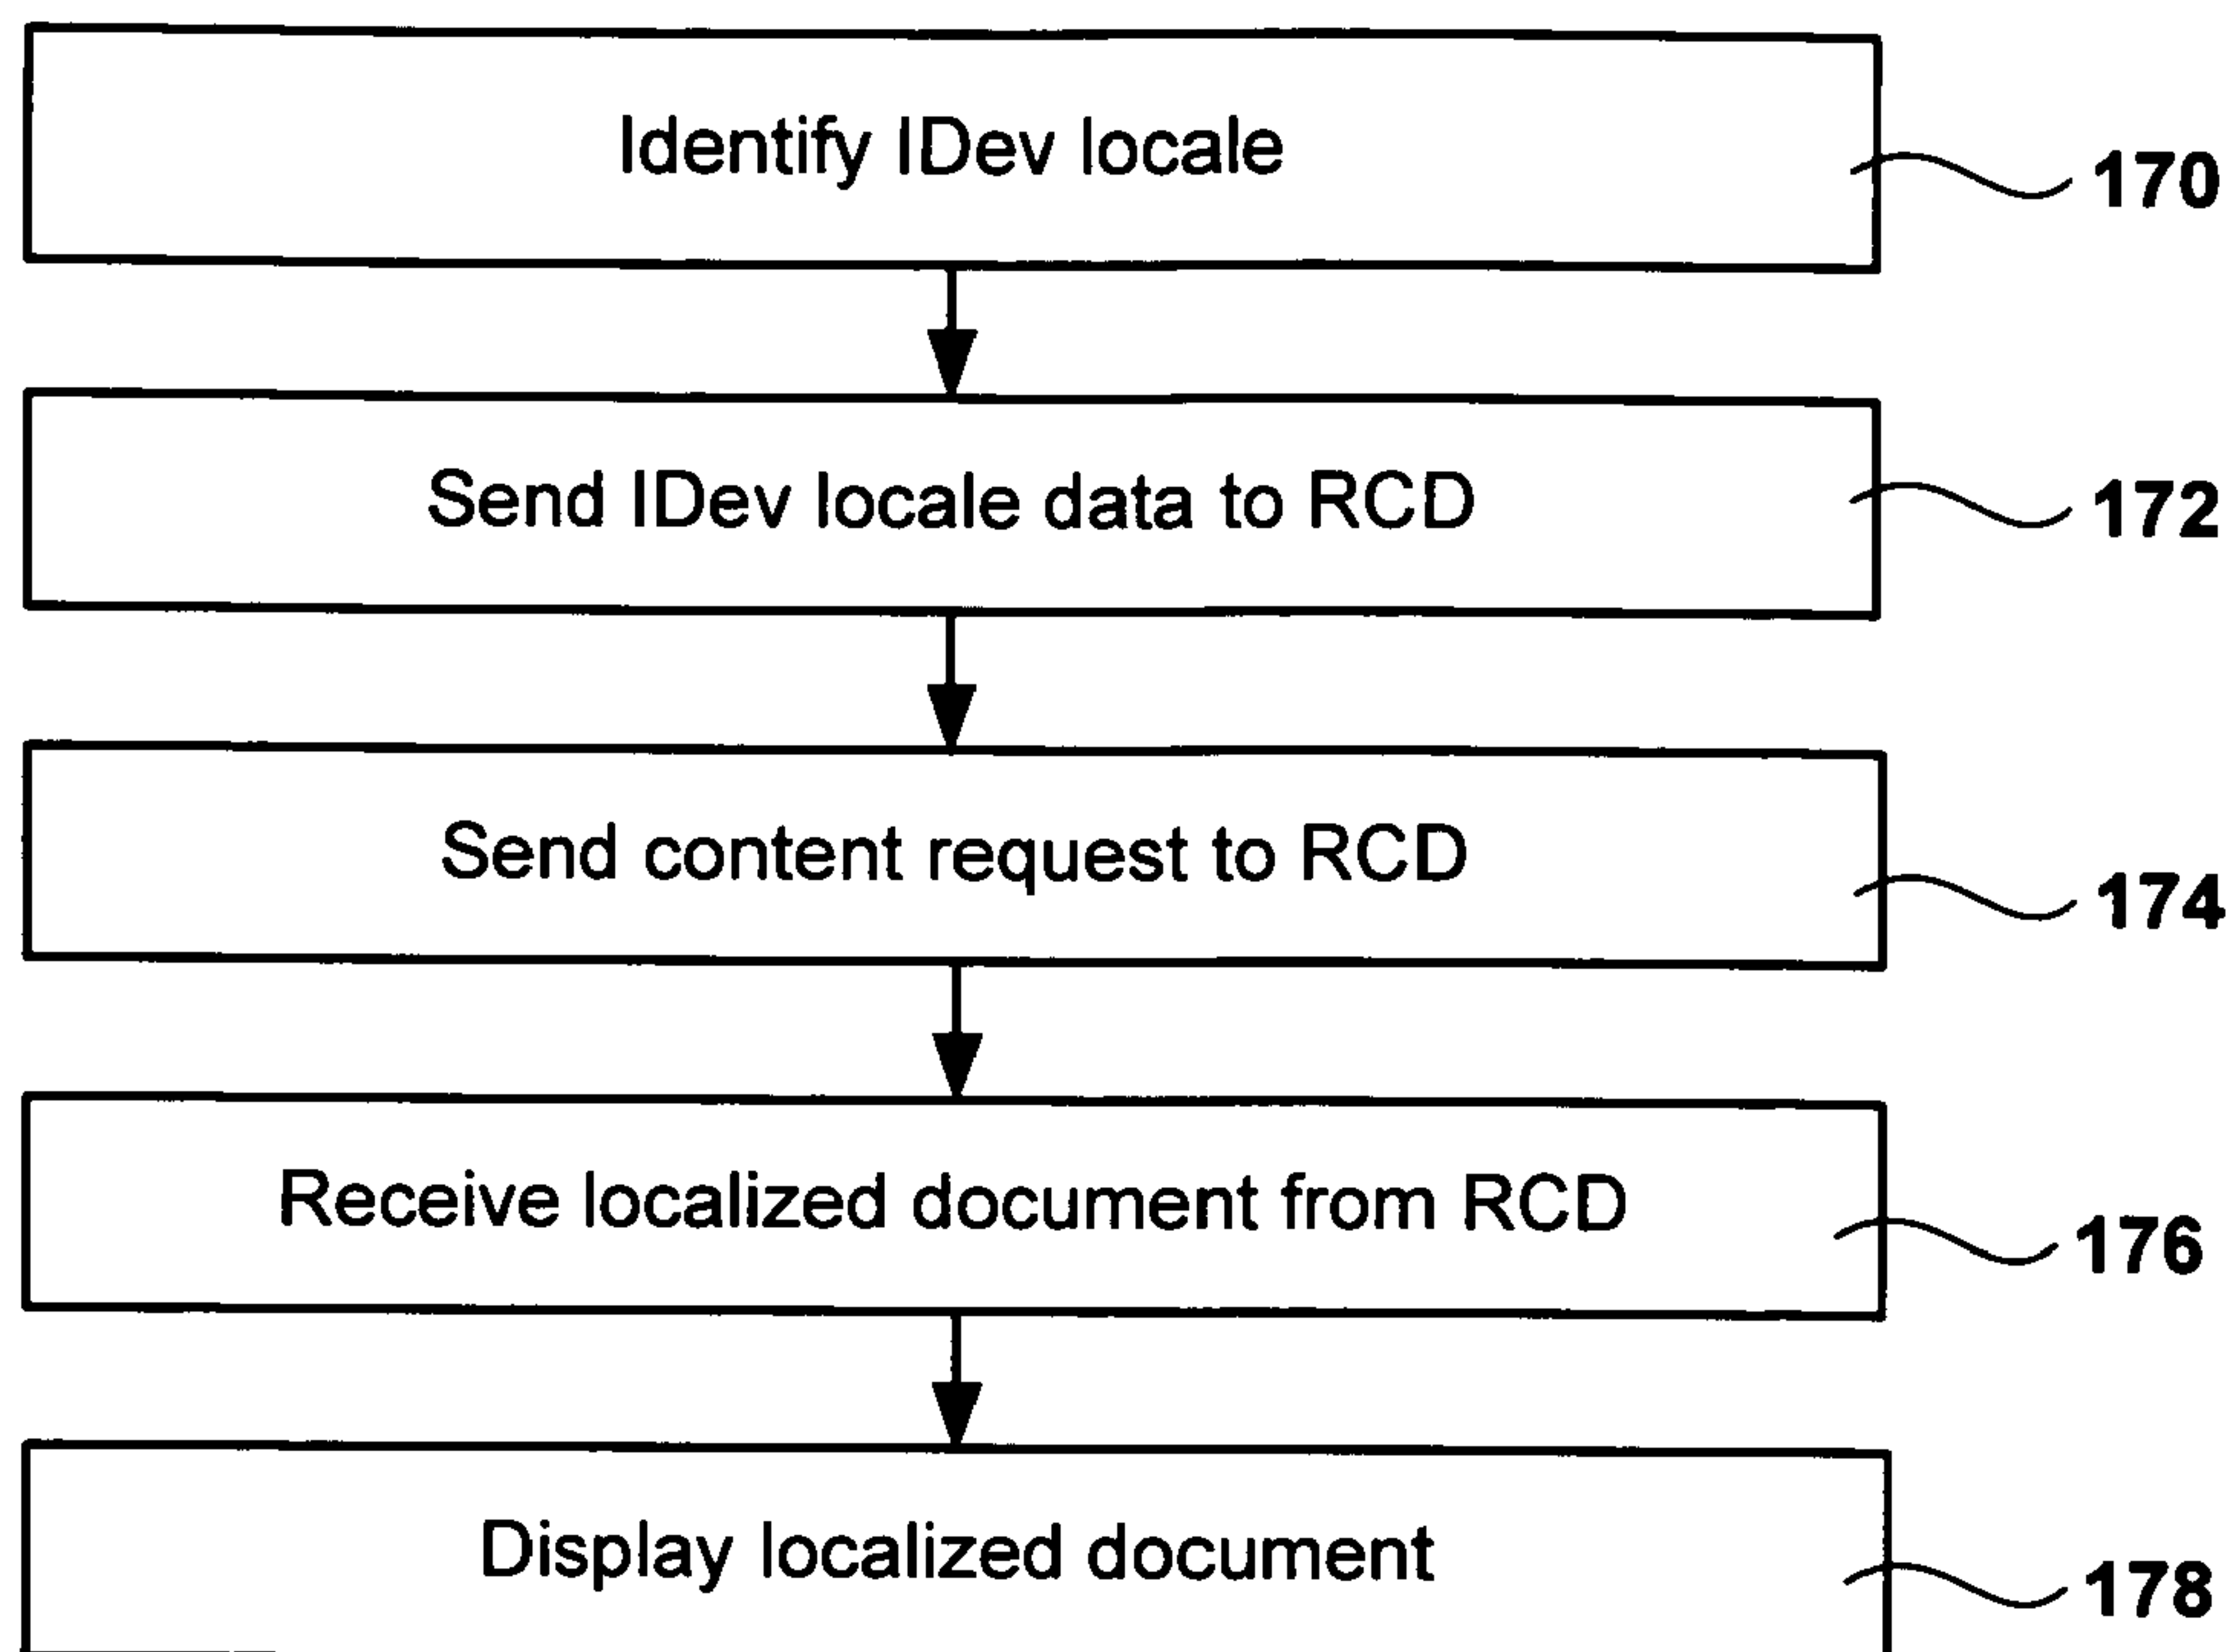 Identify IDev locale
170
Send IDev locale data to RCD
172
Send content request to RCD
174
Receive localized document from RCD
176
Display localized document
178